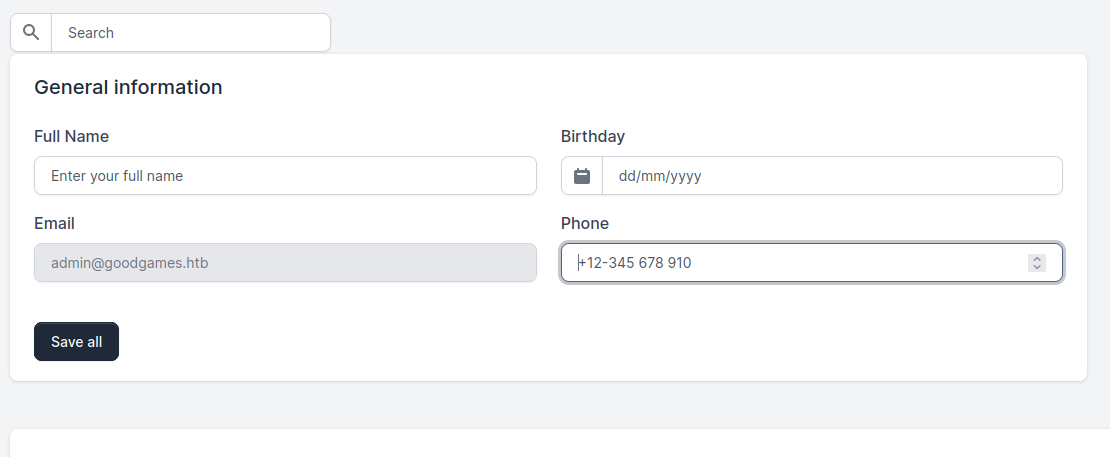 Search
General information
Full Name
Birthday
Enter your full name
dd/mm/yyyy
Email
Phone
admin@goodgames.htb
+12-345 678 910
Save all